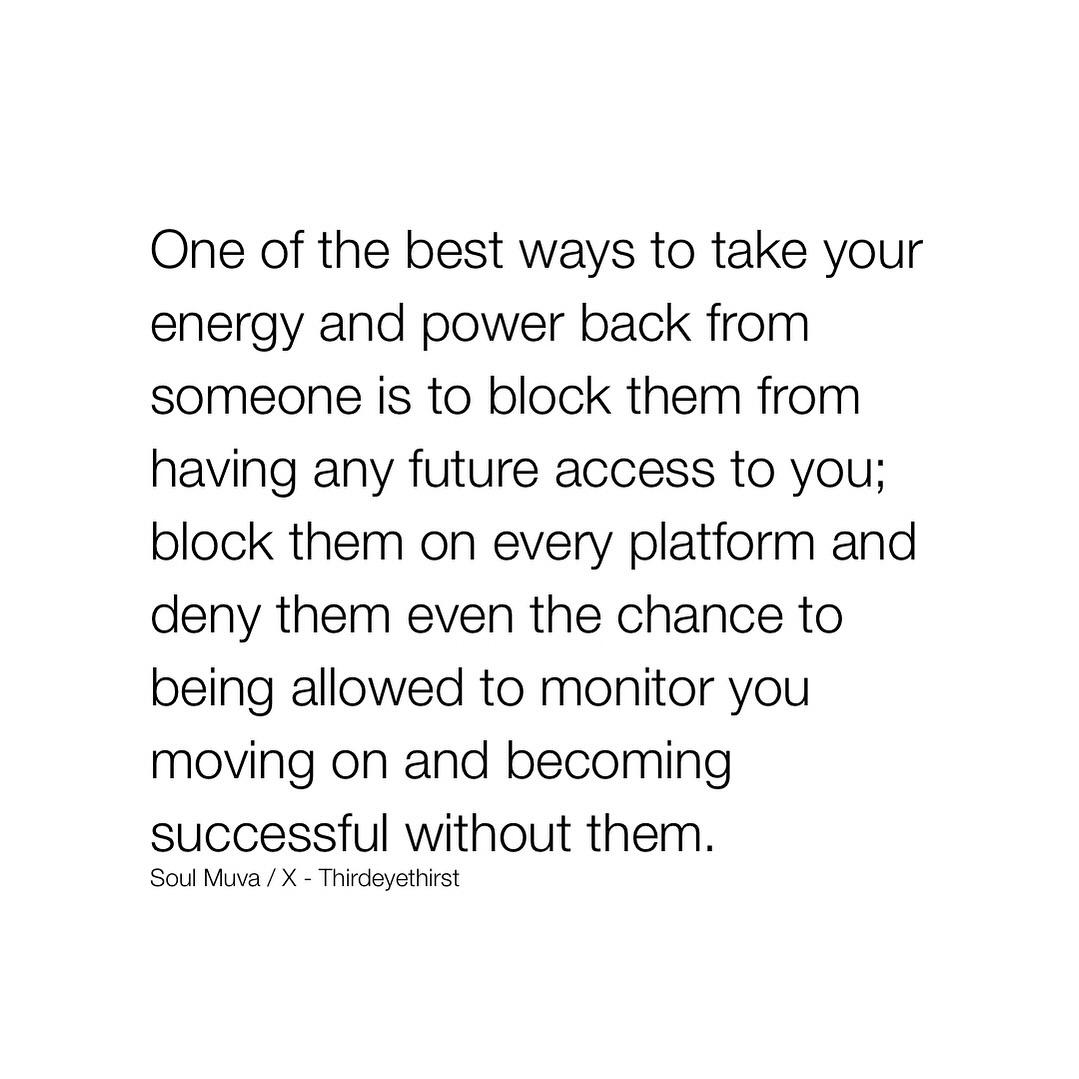 One of the best ways to take your
energy and power back from
someone is to block them from
having any future access to you;
block them on every platform and
deny them even the chance to
being allowed to monitor you
moving on and becoming
successful without them.
Soul Muva / X - Thirdeyethirst